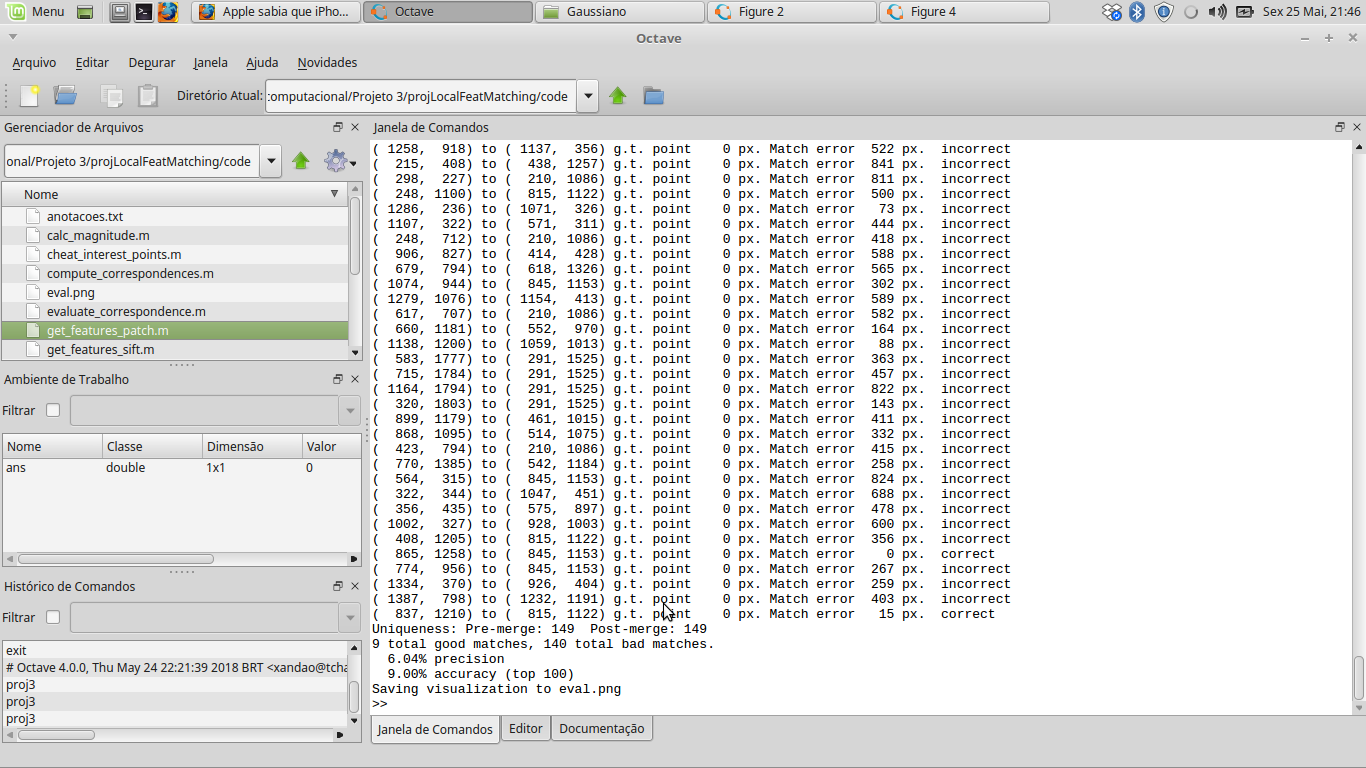 Menu
Apple sabia que iPho...
Octave
Gaussiano
Figure 2
Figure 4
Sex 25 Mai, 21:46
Octave
Arquivo Editar Depurar Janela Ajuda Novidades
Diretório Atual: :omputacional/Projeto 3/projLocalFeatMatching/code
Gerenciador de Arquivos
onal/Projeto 3/projLocalFeatMatching/code
Nome
anotacoes.txt
calc_magnitude.m
cheat_interest_points.m
compute_correspondences.m
eval.png
evaluate_correspondence.m
get_features_patch.m
get_features_sift.m
Ambiente de Trabalho
Filtrar
Nome Classe Dimensão Valor
ans double 1x1 0
Histórico de Comandos
Filtrar
exit
# Octave 4.0.0, Thu May 24 22:21:39 2018 BRT <xandao@tcha
proj3
proj3
proj3
Janela de Comandos
( 1258,  918) to ( 1137,  356) g.t. point    0 px. Match error  522 px.  incorrect
(  215,  408) to (  438, 1257) g.t. point    0 px. Match error  841 px.  incorrect
(  298,  227) to (  210, 1086) g.t. point    0 px. Match error  811 px.  incorrect
(  248, 1100) to (  815, 1122) g.t. point    0 px. Match error  500 px.  incorrect
( 1286,  236) to ( 1071,  326) g.t. point    0 px. Match error   73 px.  incorrect
( 1107,  322) to (  571,  311) g.t. point    0 px. Match error  444 px.  incorrect
(  248,  712) to (  210, 1086) g.t. point    0 px. Match error  418 px.  incorrect
(  906,  827) to (  414,  428) g.t. point    0 px. Match error  588 px.  incorrect
(  679,  794) to (  618, 1326) g.t. point    0 px. Match error  565 px.  incorrect
( 1074,  944) to (  845, 1153) g.t. point    0 px. Match error  302 px.  incorrect
( 1279, 1076) to ( 1154,  413) g.t. point    0 px. Match error  589 px.  incorrect
(  617,  707) to (  210, 1086) g.t. point    0 px. Match error  582 px.  incorrect
(  660, 1181) to (  552,  970) g.t. point    0 px. Match error  164 px.  incorrect
( 1138, 1200) to ( 1059, 1013) g.t. point    0 px. Match error   88 px.  incorrect
(  583, 1777) to (  291, 1525) g.t. point    0 px. Match error  363 px.  incorrect
(  715, 1784) to (  291, 1525) g.t. point    0 px. Match error  457 px.  incorrect
( 1164, 1794) to (  291, 1525) g.t. point    0 px. Match error  822 px.  incorrect
(  320, 1803) to (  291, 1525) g.t. point    0 px. Match error  143 px.  incorrect
(  899, 1179) to (  461, 1015) g.t. point    0 px. Match error  411 px.  incorrect
(  868, 1095) to (  514, 1075) g.t. point    0 px. Match error  332 px.  incorrect
(  423,  794) to (  210, 1086) g.t. point    0 px. Match error  415 px.  incorrect
(  770, 1385) to (  542, 1184) g.t. point    0 px. Match error  258 px.  incorrect
(  564,  315) to (  845, 1153) g.t. point    0 px. Match error  824 px.  incorrect
(  322,  344) to ( 1047,  451) g.t. point    0 px. Match error  688 px.  incorrect
(  356,  435) to (  575,  897) g.t. point    0 px. Match error  478 px.  incorrect
( 1002,  327) to (  928, 1003) g.t. point    0 px. Match error  600 px.  incorrect
(  408, 1205) to (  815, 1122) g.t. point    0 px. Match error  356 px.  incorrect
(  865, 1258) to (  845, 1153) g.t. point    0 px. Match error    0 px.  correct
(  774,  956) to (  845, 1153) g.t. point    0 px. Match error  267 px.  incorrect
( 1334,  370) to (  926,  404) g.t. point    0 px. Match error  259 px.  incorrect
( 1387,  798) to ( 1232, 1191) g.t. point    0 px. Match error  403 px.  incorrect
(  837, 1210) to (  815, 1122) g.t. point    0 px. Match error   15 px.  correct
Uniqueness: Pre-merge: 149  Post-merge: 149
9 total good matches, 140 total bad matches.
6.04% precision
9.00% accuracy (top 100)
Saving visualization to eval.png
>>
Janela de Comandos Editor Documentação